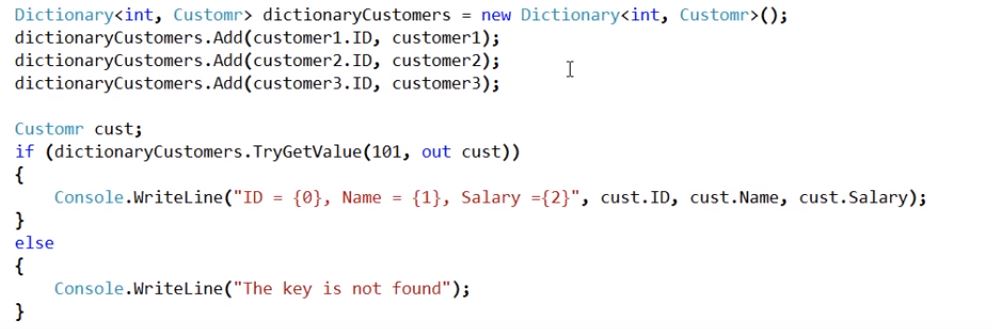 Dictionary<int, Customr> dictionaryCustomers = new Dictionary<int, Customr>();
dictionaryCustomers.Add(customer1.ID, customer1);
dictionaryCustomers.Add(customer2.ID, customer2);
dictionaryCustomers.Add(customer3.ID, customer3);
Customr cust;
if (dictionaryCustomers.TryGetValue(101, out cust))
{
Console.WriteLine("ID = {0}, Name = {1}, Salary ={2}", cust.ID, cust.Name, cust.Salary);
}
else
{
Console.WriteLine("The key is not found");
}